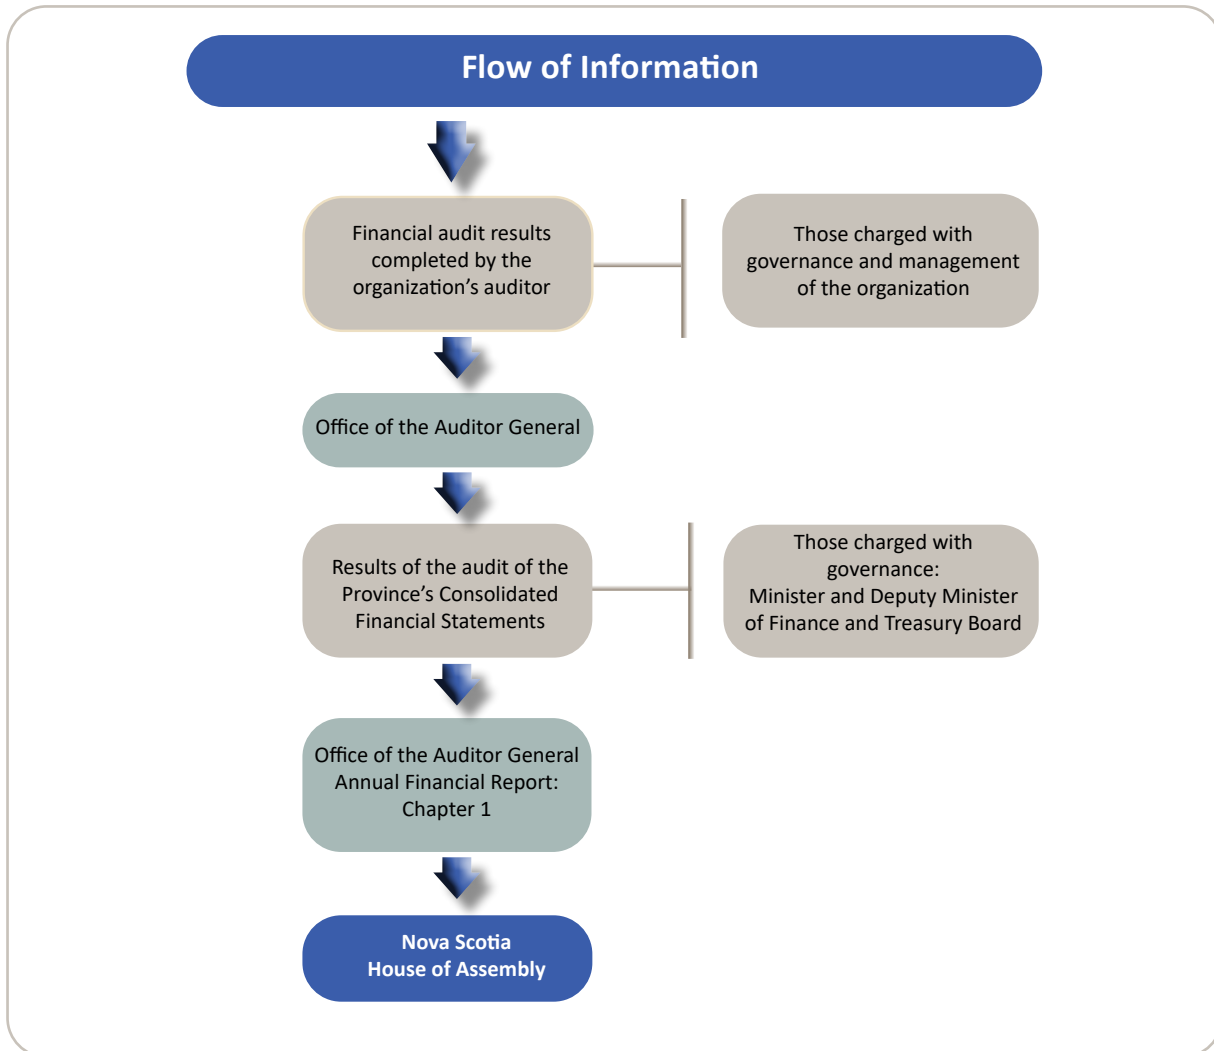 Flow of Information
Financial audit results
completed by the
organization’s auditor
Those charged with
governance and management
of the organization
Office of the Auditor General
Results of the audit of the
Province’s Consolidated
Financial Statements
Those charged with
governance:
Minister and Deputy Minister
of Finance and Treasury Board
Office of the Auditor General
Annual Financial Report:
Chapter 1
Nova Scotia
House of Assembly